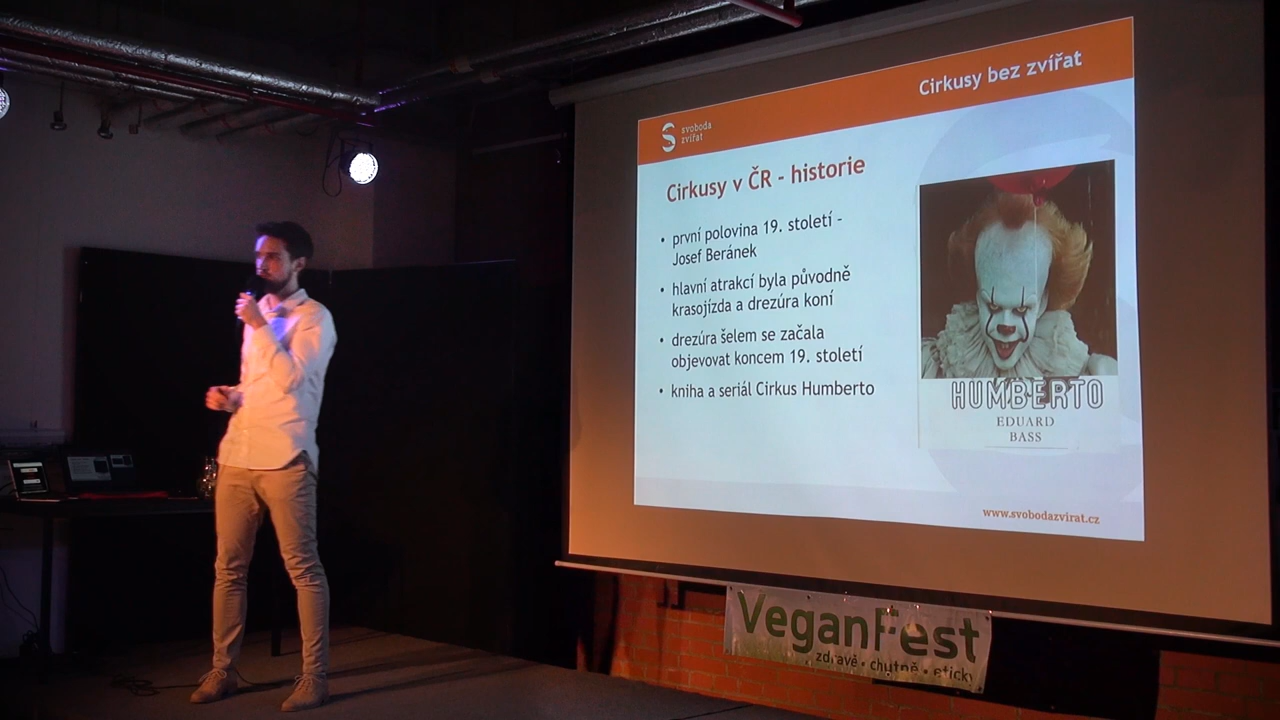 Cirkusy bez zvířat
svoboda
zvířat
Cirkusy v ČR - historie
• první polovina 19. století –
Josef Beránek
• hlavní atrakcí byla původně
krasojízda a drezúra koní
• drezúra šelem se začala
objevovat koncem 19. století
• kniha a seriál Cirkus Humberto
HUMBERTO
EDUARD
BASS
www.svobodazvirat.cz
VeganFest
zdravě • chutně • eticky